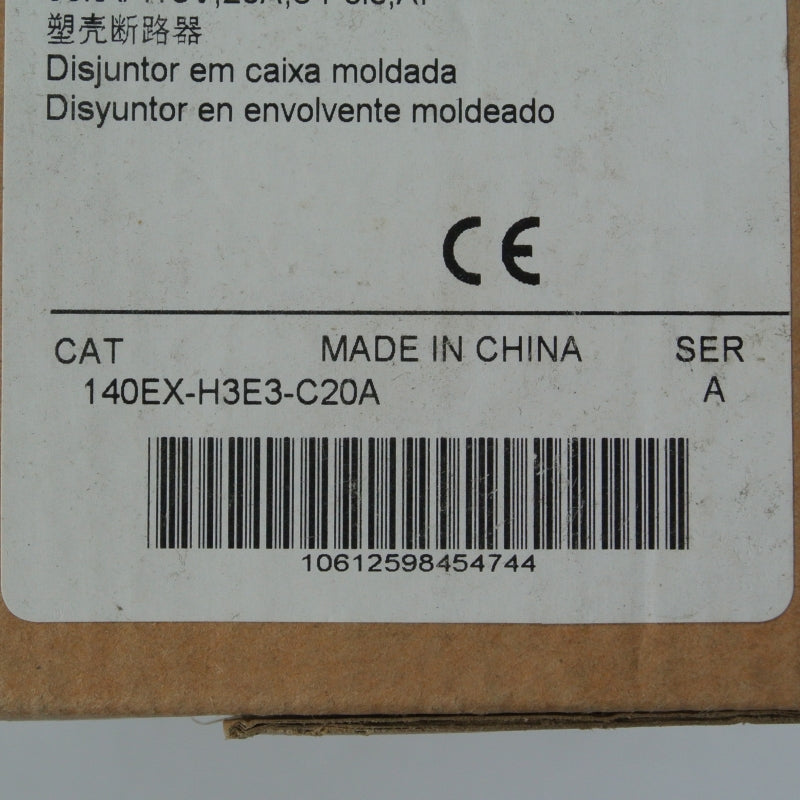 塑壳断路器
Disjuntor em caixa moldada
Disyuntor en envolvente moldeado
CE
CAT MADE IN CHINA SER
140EX-H3E3-C20A A
10612598454744